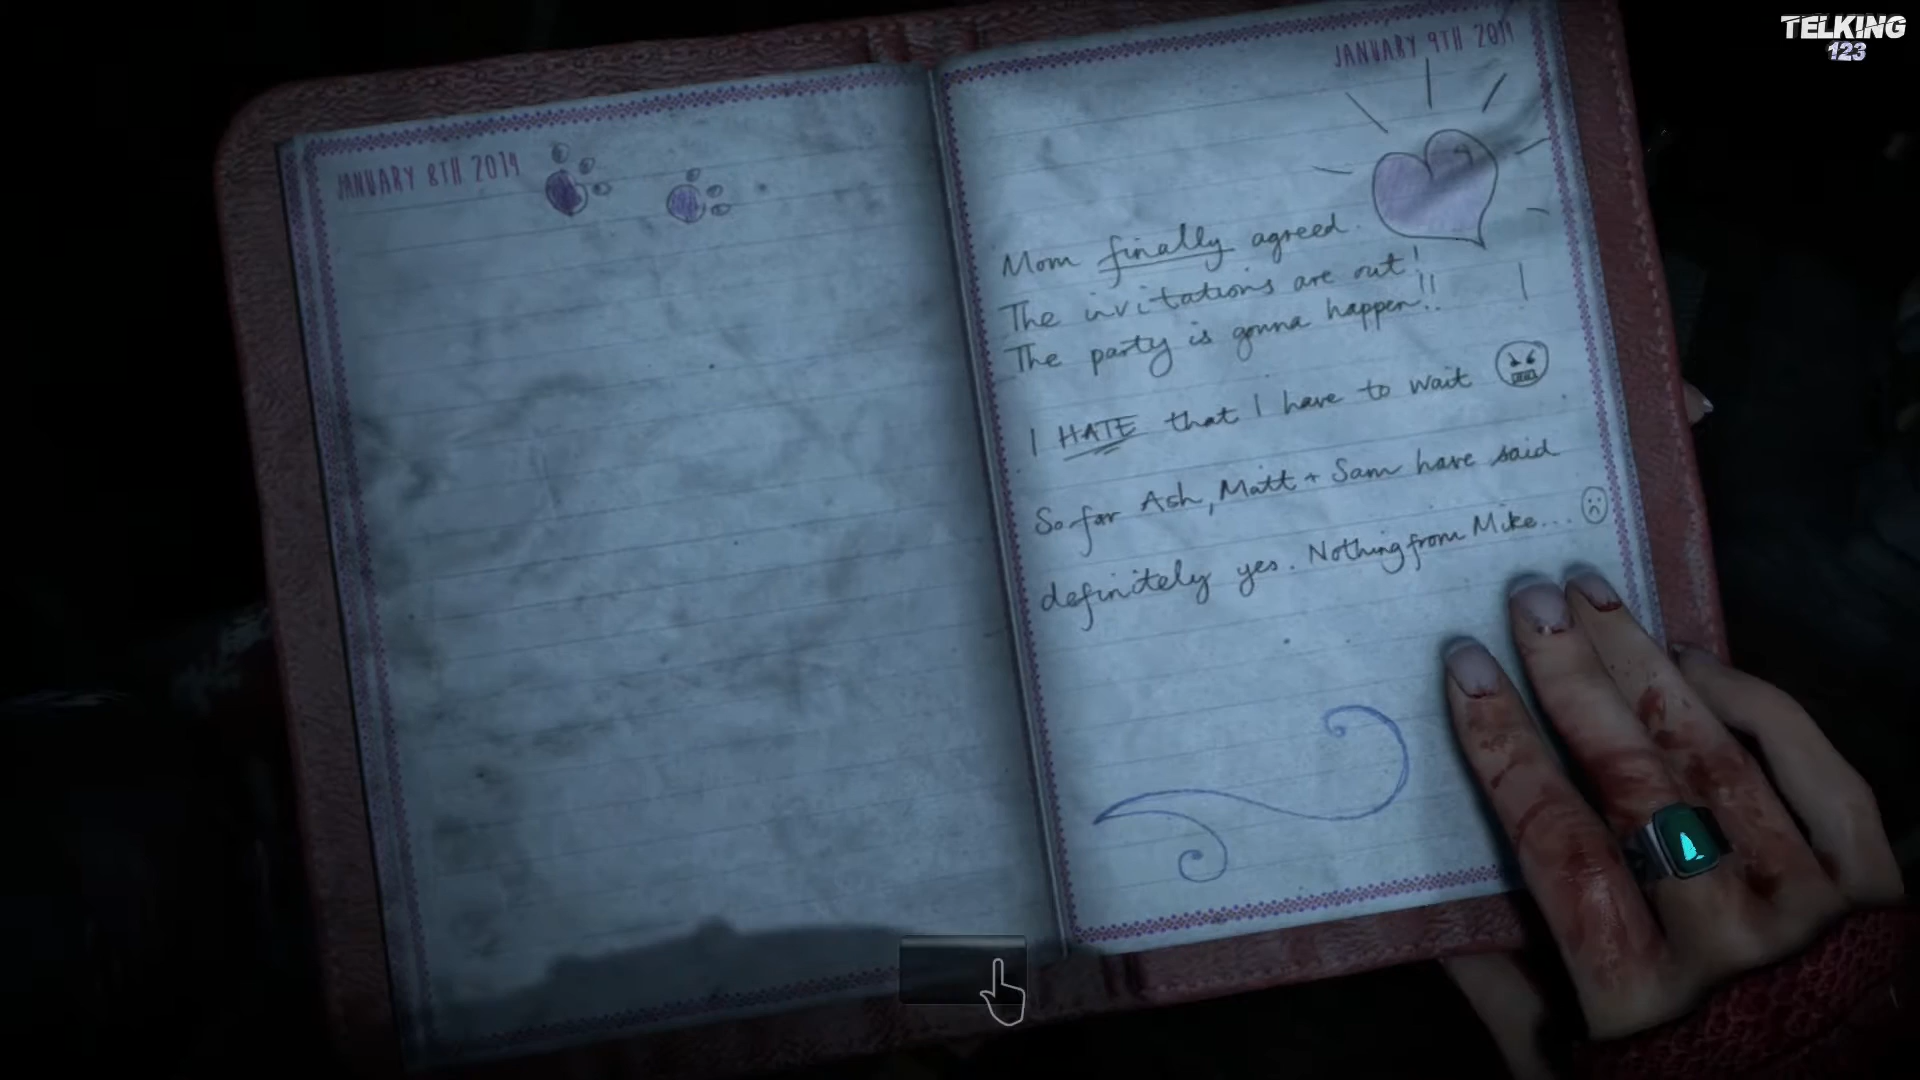 TELKING
123
JANUARY 8TH 2014
JANUARY 9TH 2014
Mom finally agreed.
The invitations are out!
The party is gonna happen!!
I HATE that I have to wait
So far Ash, Matt + Sam have said
definitely yes. Nothing from Mike...